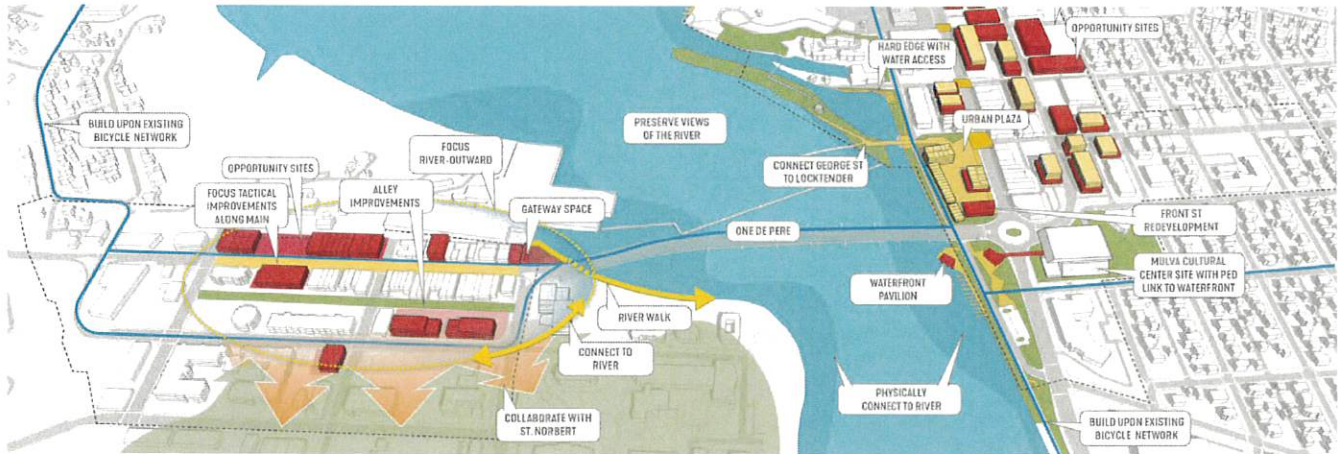 BUILD UPON EXISTING
BICYCLE NETWORK
OPPORTUNITY SITES
FOCUS TACTICAL
IMPROVEMENTS
ALONG MAIN
FOCUS
RIVER-OUTWARD
ALLEY
IMPROVEMENTS
GATEWAY SPACE
PRESERVE VIEWS
OF THE RIVER
HARD EDGE WITH
WATER ACCESS
OPPORTUNITY SITES
URBAN PLAZA
CONNECT GEORGE ST
TO LOCKTENDER
ONE DE PERE
FRONT ST
REDEVELOPMENT
MULVA CULTURAL
CENTER SITE WITH PED
LINK TO WATERFRONT
WATERFRONT
PAVILION
RIVER WALK
CONNECT TO
RIVER
COLLABORATE WITH
ST. NORBERT
PHYSICALLY
CONNECT TO RIVER
BUILD UPON EXISTING
BICYCLE NETWORK